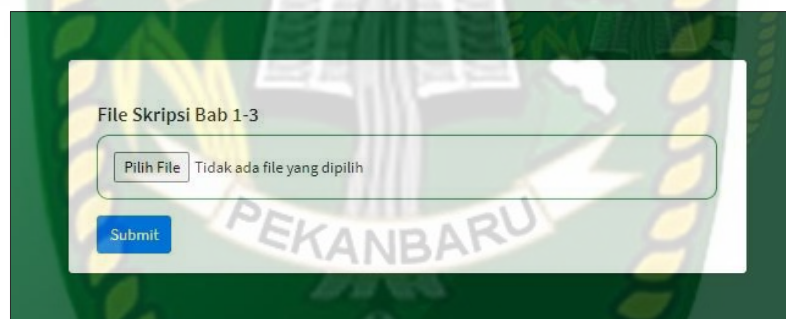 File Skripsi Bab 1-3
Pilih File Tidak ada file yang dipilih
Submit
PEKANBARU